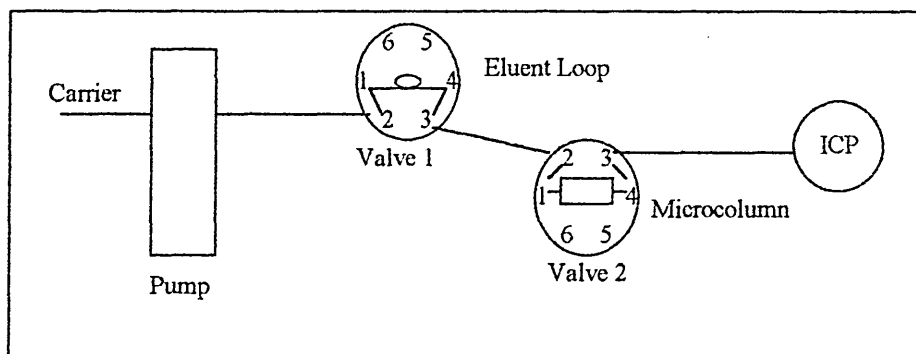 6 5
Eluent Loop
1 4
Carrier
2 3
Valve 1
2 3
ICP
1 4
Microcolumn
6 5
Valve 2
Pump